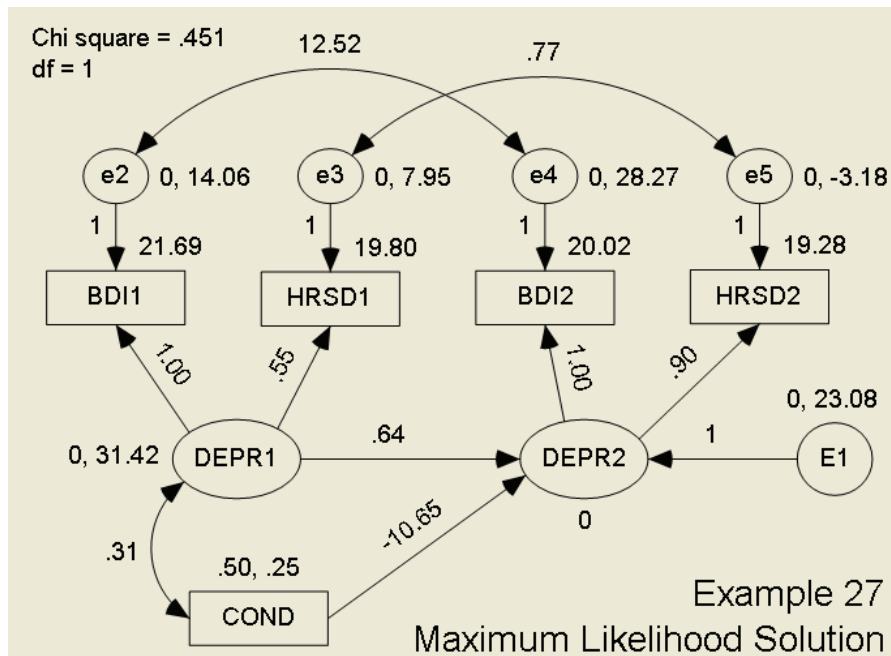 Chi square = .451
df = 1
12.52
.77
e2
0, 14.06
e3
0, 7.95
e4
0, 28.27
e5
0, -3.18
1
21.69
1
19.80
1
20.02
1
19.28
BDI1
HRSD1
BDI2
HRSD2
1.00
.55
1.00
.90
0, 23.08
0, 31.42
DEPR1
.64
DEPR2
1
E1
0
-10.65
.31
.50, .25
COND
Example 27
Maximum Likelihood Solution